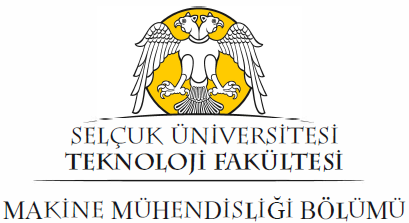 SELÇUK ÜNİVERSİTESİ
TEKNOLOJİ FAKÜLTESİ
MAKİNE MÜHENDİSLİĞİ BÖLÜMÜ